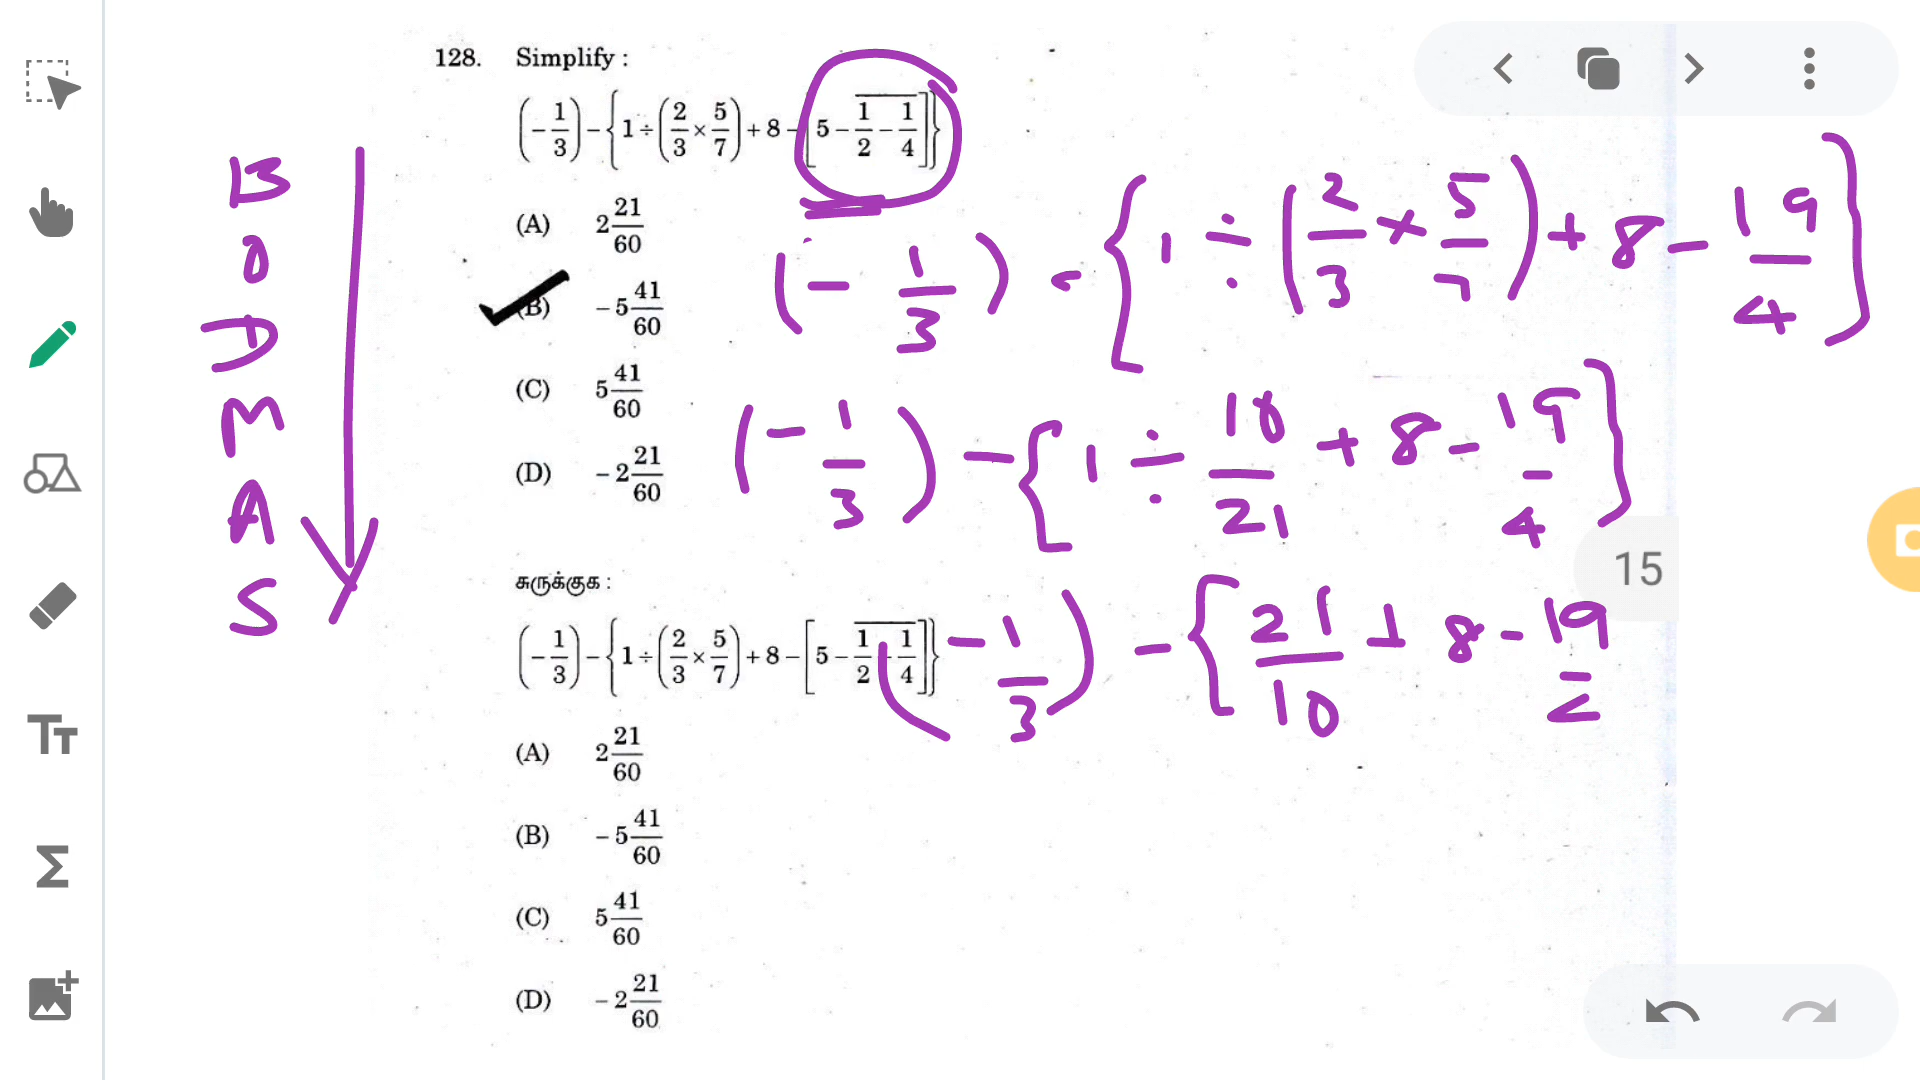 128. Simplify :
(-1/3) - {1 ÷ (2/3 × 5/7) + 8 - [5 - 1/2 - 1/4]}
(A) 2 21/60
(B) -5 41/60
(C) 5 41/60
(D) -2 21/60
சுருக்குக :
(-1/3) - {1 ÷ (2/3 × 5/7) + 8 - [5 - 1/2 - 1/4]}
(A) 2 21/60
(B) -5 41/60
(C) 5 41/60
(D) -2 21/60
B
O
D
M
A
S
(-1/3) - {1 ÷ (2/3 × 5/7) + 8 - 19/4}
(-1/3) - {1 ÷ 10/21 + 8 - 19/4}
(-1/3) - {21/10 + 8 - 19/
15
TT
Σ